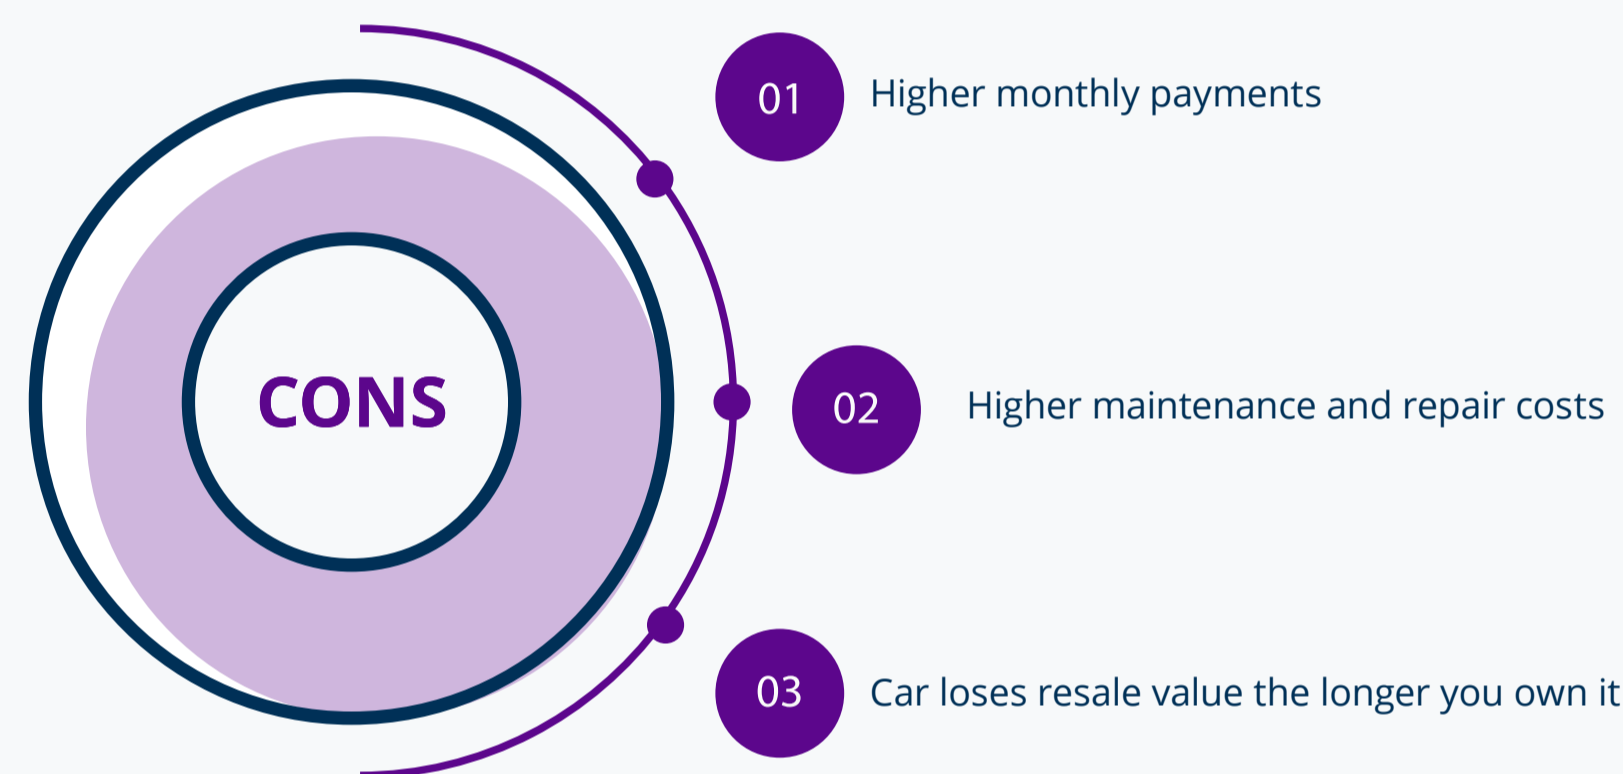 CONS
01
Higher monthly payments
02
Higher maintenance and repair costs
03
Car loses resale value the longer you own it